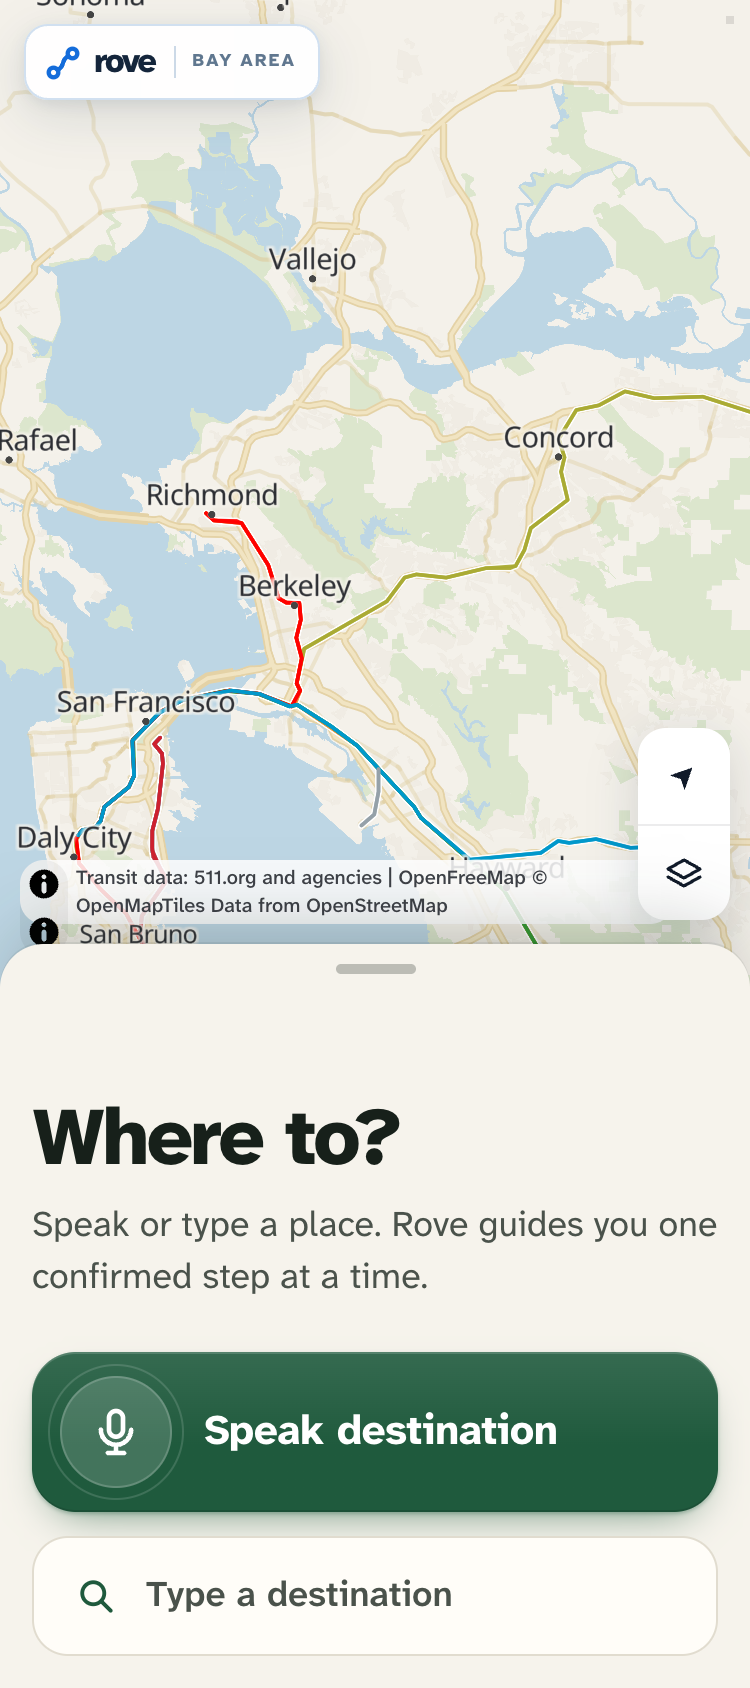 Sonoma
rove
BAY AREA
Vallejo
Concord
Rafael
Richmond
Berkeley
San Francisco
Daly City
Hayward
Transit data: 511.org and agencies | OpenFreeMap ©
OpenMapTiles Data from OpenStreetMap
San Bruno
Where to?
Speak or type a place. Rove guides you one
confirmed step at a time.
Speak destination
Type a destination